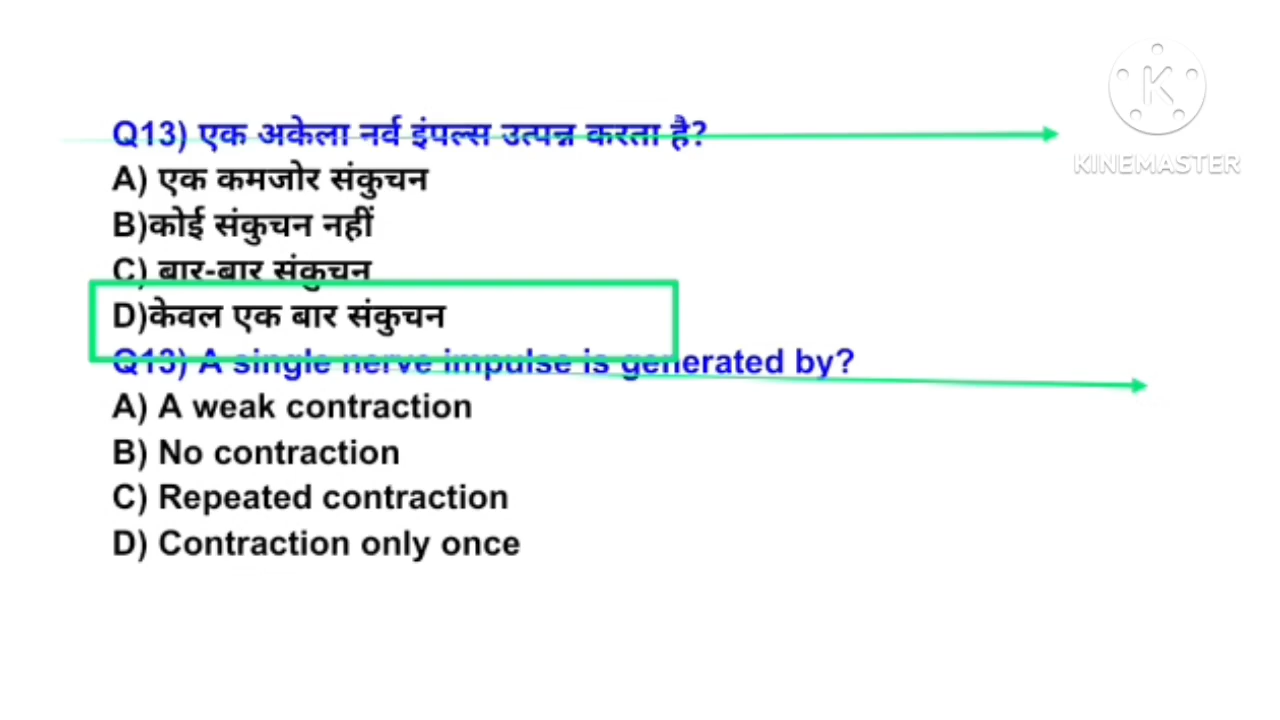 Q13) एक अकेला नर्व इंपल्स उत्पन्न करता है?
A) एक कमजोर संकुचन
B)कोई संकुचन नहीं
C) बार-बार संकुचन
D)केवल एक बार संकुचन
Q13) A single nerve impulse is generated by?
A) A weak contraction
B) No contraction
C) Repeated contraction
D) Contraction only once
K
KINEMASTER